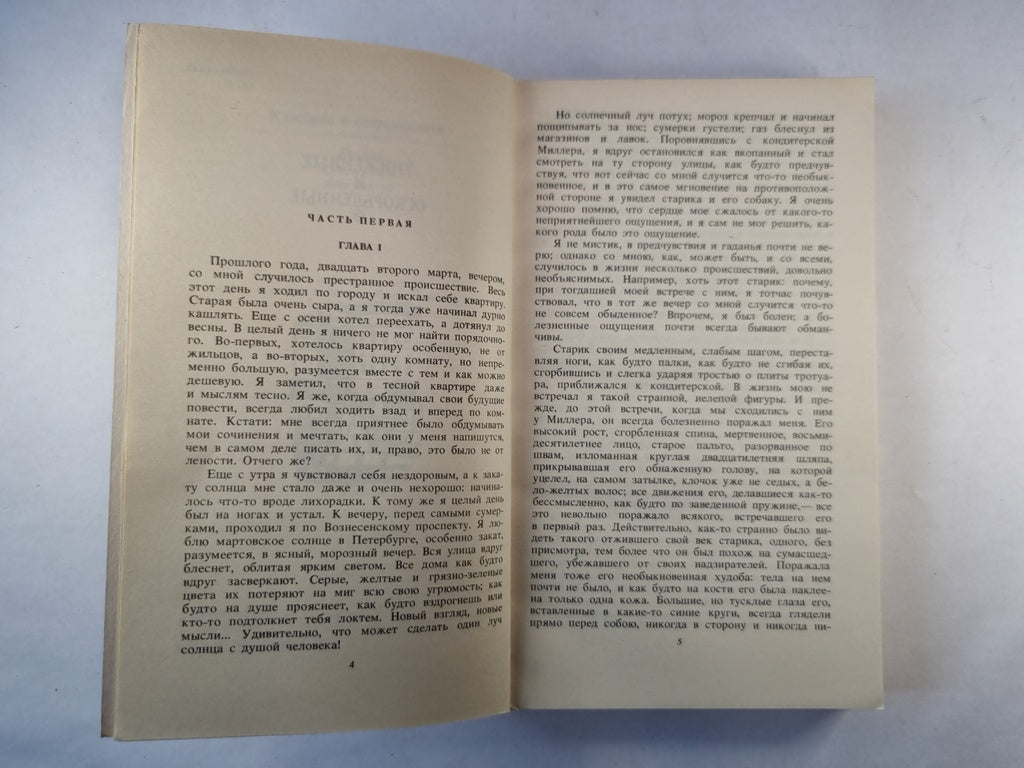 ЧАСТЬ ПЕРВАЯ
ГЛАВА I
Прошлого года, двадцать второго марта, вечером,
со мной случилось престранное происшествие. Весь
этот день я ходил по городу и искал себе квартиру.
Старая была очень сыра, а я тогда уже начинал дурно
кашлять. Еще с осени хотел переехать, а дотянул до
весны. В целый день я ничего не мог найти порядочно-
го. Во-первых, хотелось квартиру особенную, не от
жильцов, а во-вторых, хоть одну комнату, но непре-
менно большую, разумеется вместе с тем и как можно
дешевую. Я заметил, что в тесной квартире даже
и мыслям тесно. Я же, когда обдумывал свои будущие
повести, всегда любил ходить взад и вперед по ком-
нате. Кстати: мне всегда приятнее было обдумывать
мои сочинения и мечтать, как они у меня напишутся,
чем в самом деле писать их, и, право, это было не от
лености. Отчего же?
Еще с утра я чувствовал себя нездоровым, а к зака-
ту солнца мне стало даже и очень нехорошо: начина-
лось что-то вроде лихорадки. К тому же я целый день
был на ногах и устал. К вечеру, перед самыми сумер-
ками, проходил я по Вознесенскому проспекту. Я лю-
блю мартовское солнце в Петербурге, особенно закат,
разумеется, в ясный, морозный вечер. Вся улица вдруг
блеснет, облитая ярким светом. Все дома как будто
вдруг засверкают. Серые, желтые и грязно-зеленые
цвета их потеряют на миг всю свою угрюмость; как
будто на душе прояснеет, как будто вздрогнешь или
кто-то подтолкнет тебя локтем. Новый взгляд, новые
мысли... Удивительно, что может сделать один луч
солнца с душой человека!
4
Но солнечный луч потух; мороз крепчал и начинал
пощипывать за нос; сумерки густели; газ блеснул из
магазинов и лавок. Поровнявшись с кондитерской
Миллера, я вдруг остановился как вкопанный и стал
смотреть на ту сторону улицы, как будто предчув-
ствуя, что вот сейчас со мной случится что-то необык-
новенное, и в это самое мгновение на противополож-
ной стороне я увидел старика и его собаку. Я очень
хорошо помню, что сердце мое сжалось от какого-то
неприятнейшего ощущения, и я сам не мог решить, ка-
кого рода было это ощущение.
Я не мистик, в предчувствия и гаданья почти не ве-
рю; однако со мною, как, может быть, и со всеми,
случилось в жизни несколько происшествий, довольно
необъяснимых. Например, хоть этот старик: почему,
при тогдашней моей встрече с ним, я тотчас почув-
ствовал, что в тот же вечер со мной случится что-то
не совсем обыденное? Впрочем, я был болен; а бо-
лезненные ощущения почти всегда бывают обман-
чивы.
Старик своим медленным, слабым шагом, перестa-
вляя ноги, как будто палки, как будто не сгибая их,
сгорбившись и слегка ударяя тростью о плиты тротуа-
ра, приближался к кондитерской. В жизнь мою не
встречал я такой странной, нелепой фигуры. И пре-
жде, до этой встречи, когда мы сходились с ним
у Миллера, он всегда болезненно поражал меня. Его
высокий рост, сгорбленная спина, мертвенное, восьми-
десятилетнее лицо, старое пальто, разорванное по
швам, изломанная круглая двадцатилетняя шляпа,
прикрывавшая его обнаженную голову, на которой
уцелел, на самом затылке, клочок уже не седых, а бе-
ло-желтых волос; все движения его, делавшиеся как-то
бессмысленно, как будто по заведенной пружине,— все
это невольно поражало всякого, встречавшего его
в первый раз. Действительно, как-то странно было ви-
деть такого отжившего свой век старика, одного, без
присмотра, тем более что он был похож на сумасшед-
шего, убежавшего от своих надзирателей. Поражала
меня тоже его необыкновенная худоба: тела на нем
почти не было, и как будто на кости его была наклее-
на только одна кожа. Большие, но тусклые глаза его,
вставленные в какие-то синие круги, всегда глядели
прямо перед собою, никогда в сторону и никогда ни-
5